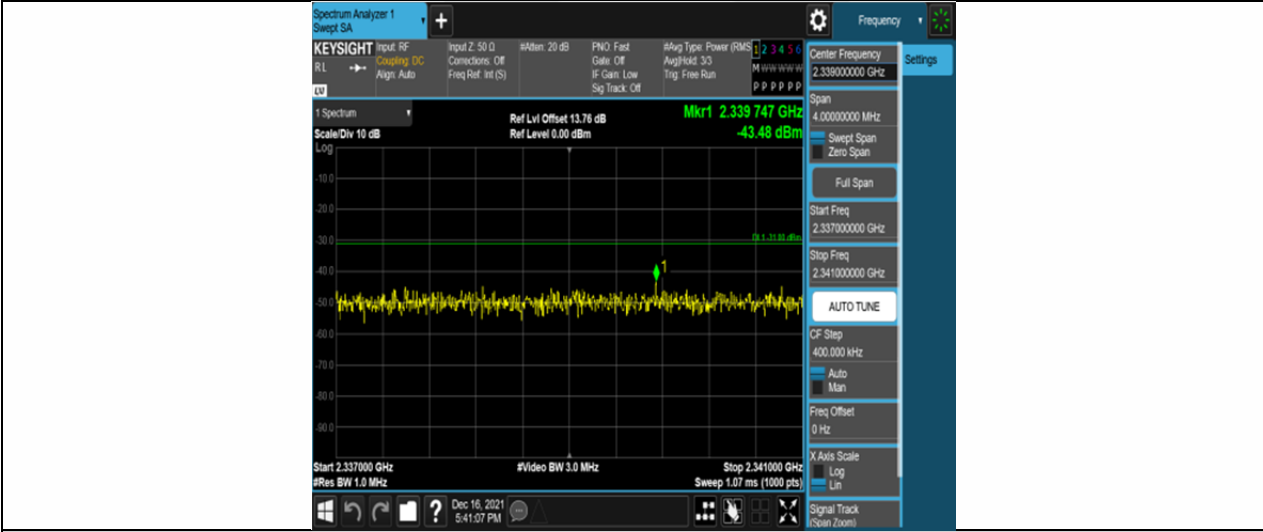 Spectrum Analyzer 1
Swept SA
+
Frequency
KEYSIGHT
RL
LV
Input: RF
Coupling: DC
Align: Auto
Input Z: 50 Ω
Corrections: Off
Freq Ref: Int (S)
#Atten: 20 dB
PNO: Fast
Gate: Off
IF Gain: Low
Sig Track: Off
#Avg Type: Power (RMS
Avg|Hold: 3/3
Trig: Free Run
1 2 3 4 5 6
M W W W W W
P P P P P P
1 Spectrum
Scale/Div 10 dB
Log
Ref Lvl Offset 13.76 dB
Ref Level 0.00 dBm
Mkr1 2.339 747 GHz
-43.48 dBm
-10.0
-20.0
-30.0
-40.0
-50.0
-60.0
-70.0
-80.0
-90.0
1
Start 2.337000 GHz
#Res BW 1.0 MHz
#Video BW 3.0 MHz
Stop 2.341000 GHz
Sweep 1.07 ms (1000 pts)
Center Frequency
2.339000000 GHz
Settings
Span
4.00000000 MHz
Swept Span
Zero Span
Full Span
Start Freq
2.337000000 GHz
Stop Freq
2.341000000 GHz
AUTO TUNE
CF Step
400.000 kHz
Auto
Man
Freq Offset
0 Hz
X Axis Scale
Log
Lin
Signal Track
(Span Zoom)
?
Dec 16, 2021
5:41:07 PM